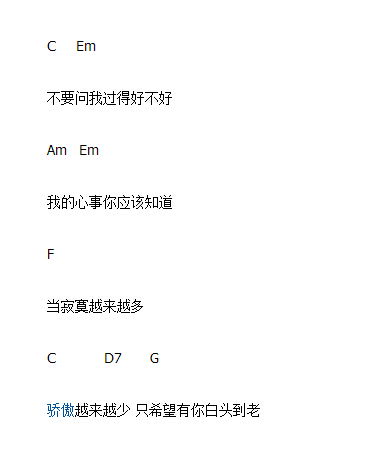 C Em
不要问我过得好不好
Am Em
我的心事你应该知道
F
当寂寞越来越多
C D7 G
骄傲越来越少 只希望有你白头到老